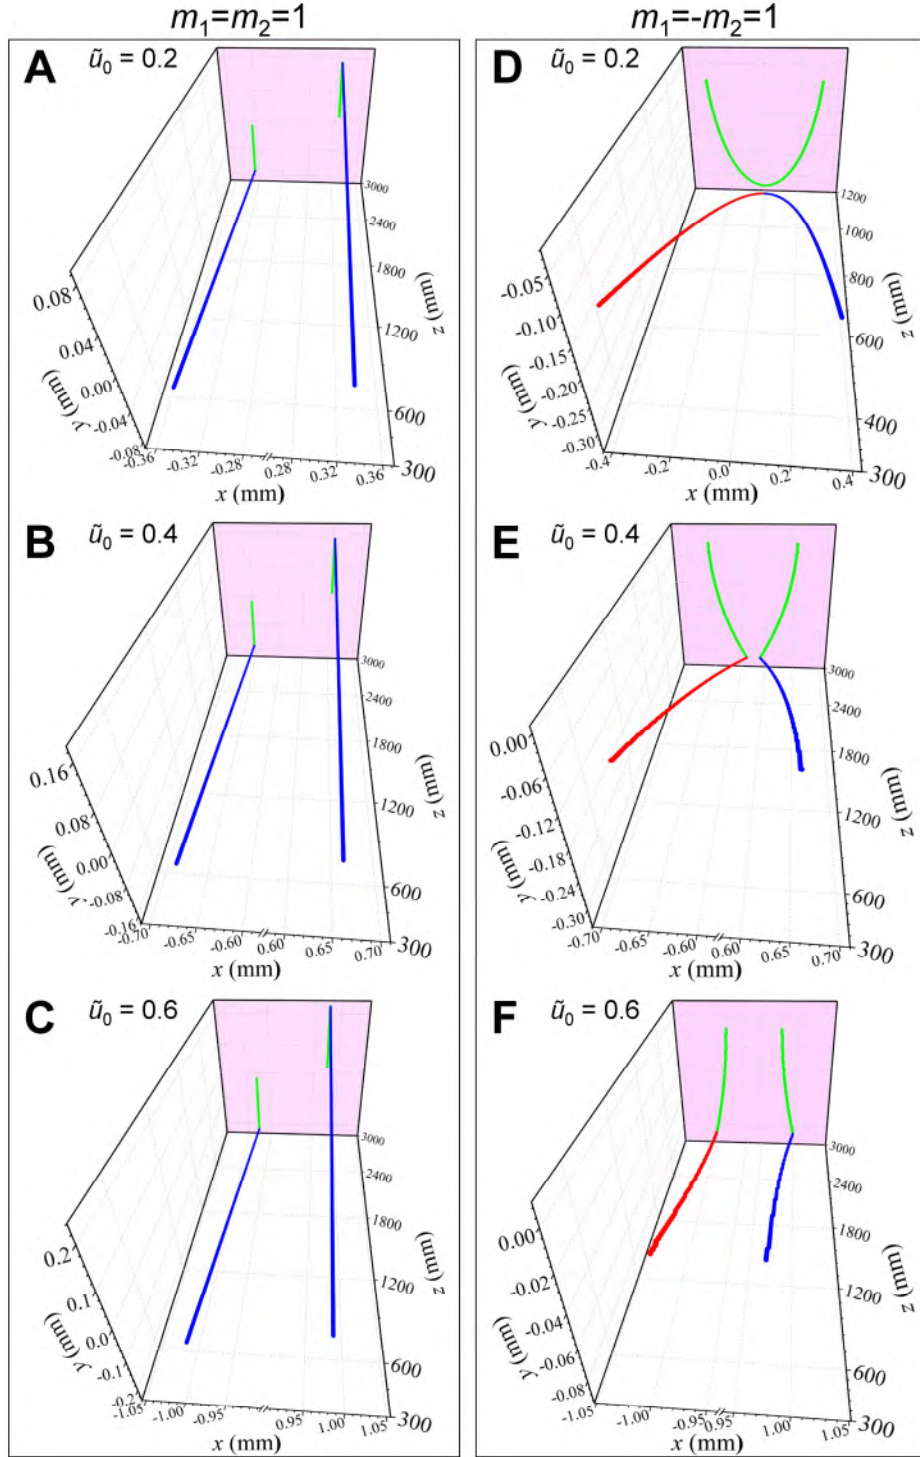 m₁=m₂=1
A ũ₀ = 0.2
3000
2400
1800
1200
600
300
z (mm)
0.08
0.04
0.00
-0.04
-0.08
y (mm)
-0.36 -0.32 -0.28 0.28 0.32 0.36
x (mm)
B ũ₀ = 0.4
3000
2400
1800
1200
600
300
z (mm)
0.16
0.08
0.00
-0.08
-0.16
y (mm)
-0.70 -0.65 -0.60 0.60 0.65 0.70
x (mm)
C ũ₀ = 0.6
3000
2400
1800
1200
600
300
z (mm)
0.2
0.1
0.0
-0.1
-0.2
y (mm)
-1.05 -1.00 -0.95 0.95 1.00 1.05
x (mm)
m₁=-m₂=1
D ũ₀ = 0.2
1200
1000
800
600
400
300
z (mm)
-0.05
-0.10
-0.15
-0.20
-0.25
-0.30
y (mm)
-0.4 -0.2 0.0 0.2 0.4
x (mm)
E ũ₀ = 0.4
3000
2400
1800
1200
600
300
z (mm)
0.00
-0.06
-0.12
-0.18
-0.24
-0.30
y (mm)
-0.70 -0.65 -0.60 0.60 0.65 0.70
x (mm)
F ũ₀ = 0.6
3000
2400
1800
1200
600
300
z (mm)
0.00
-0.02
-0.04
-0.06
-0.08
y (mm)
-1.05 -1.00 -0.95 0.95 1.00 1.05
x (mm)